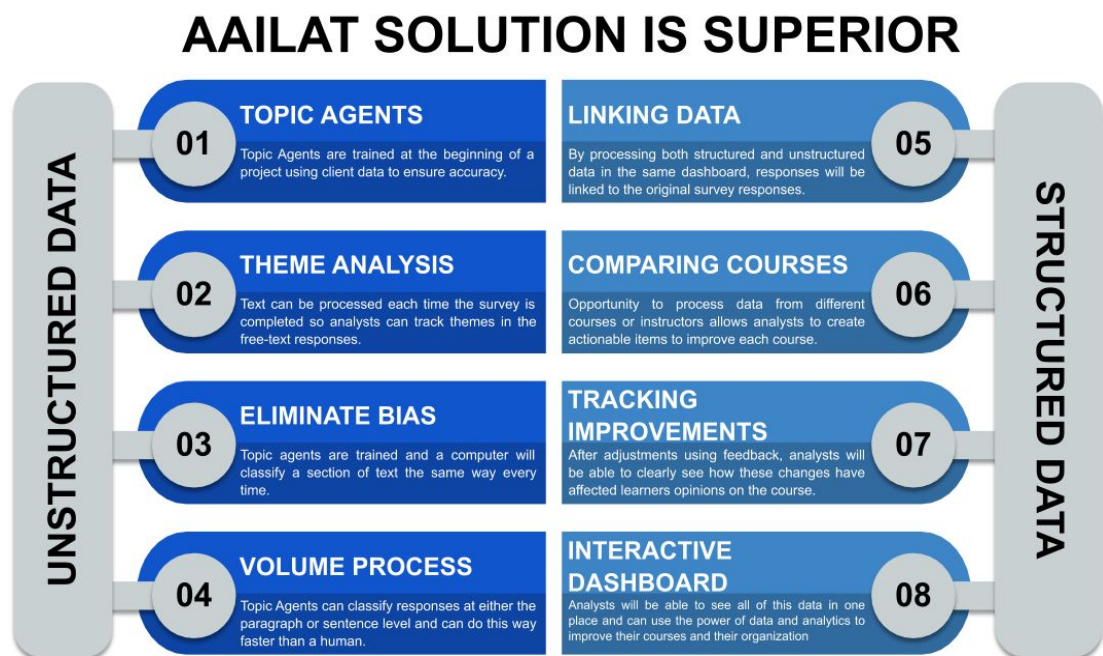 AAILAT SOLUTION IS SUPERIOR
UNSTRUCTURED DATA
01
TOPIC AGENTS
Topic Agents are trained at the beginning of a
project using client data to ensure accuracy.
02
THEME ANALYSIS
Text can be processed each time the survey is
completed so analysts can track themes in the
free-text responses.
03
ELIMINATE BIAS
Topic agents are trained and a computer will
classify a section of text the same way every
time.
04
VOLUME PROCESS
Topic Agents can classify responses at either the
paragraph or sentence level and can do this way
faster than a human.
LINKING DATA
By processing both structured and unstructured
data in the same dashboard, responses will be
linked to the original survey responses.
05
COMPARING COURSES
Opportunity to process data from different
courses or instructors allows analysts to create
actionable items to improve each course.
06
TRACKING
IMPROVEMENTS
After adjustments using feedback, analysts will
be able to clearly see how these changes have
affected learners opinions on the course.
07
INTERACTIVE
DASHBOARD
Analysts will be able to see all of this data in one
place and can use the power of data and analytics to
improve their courses and their organization
08
STRUCTURED DATA